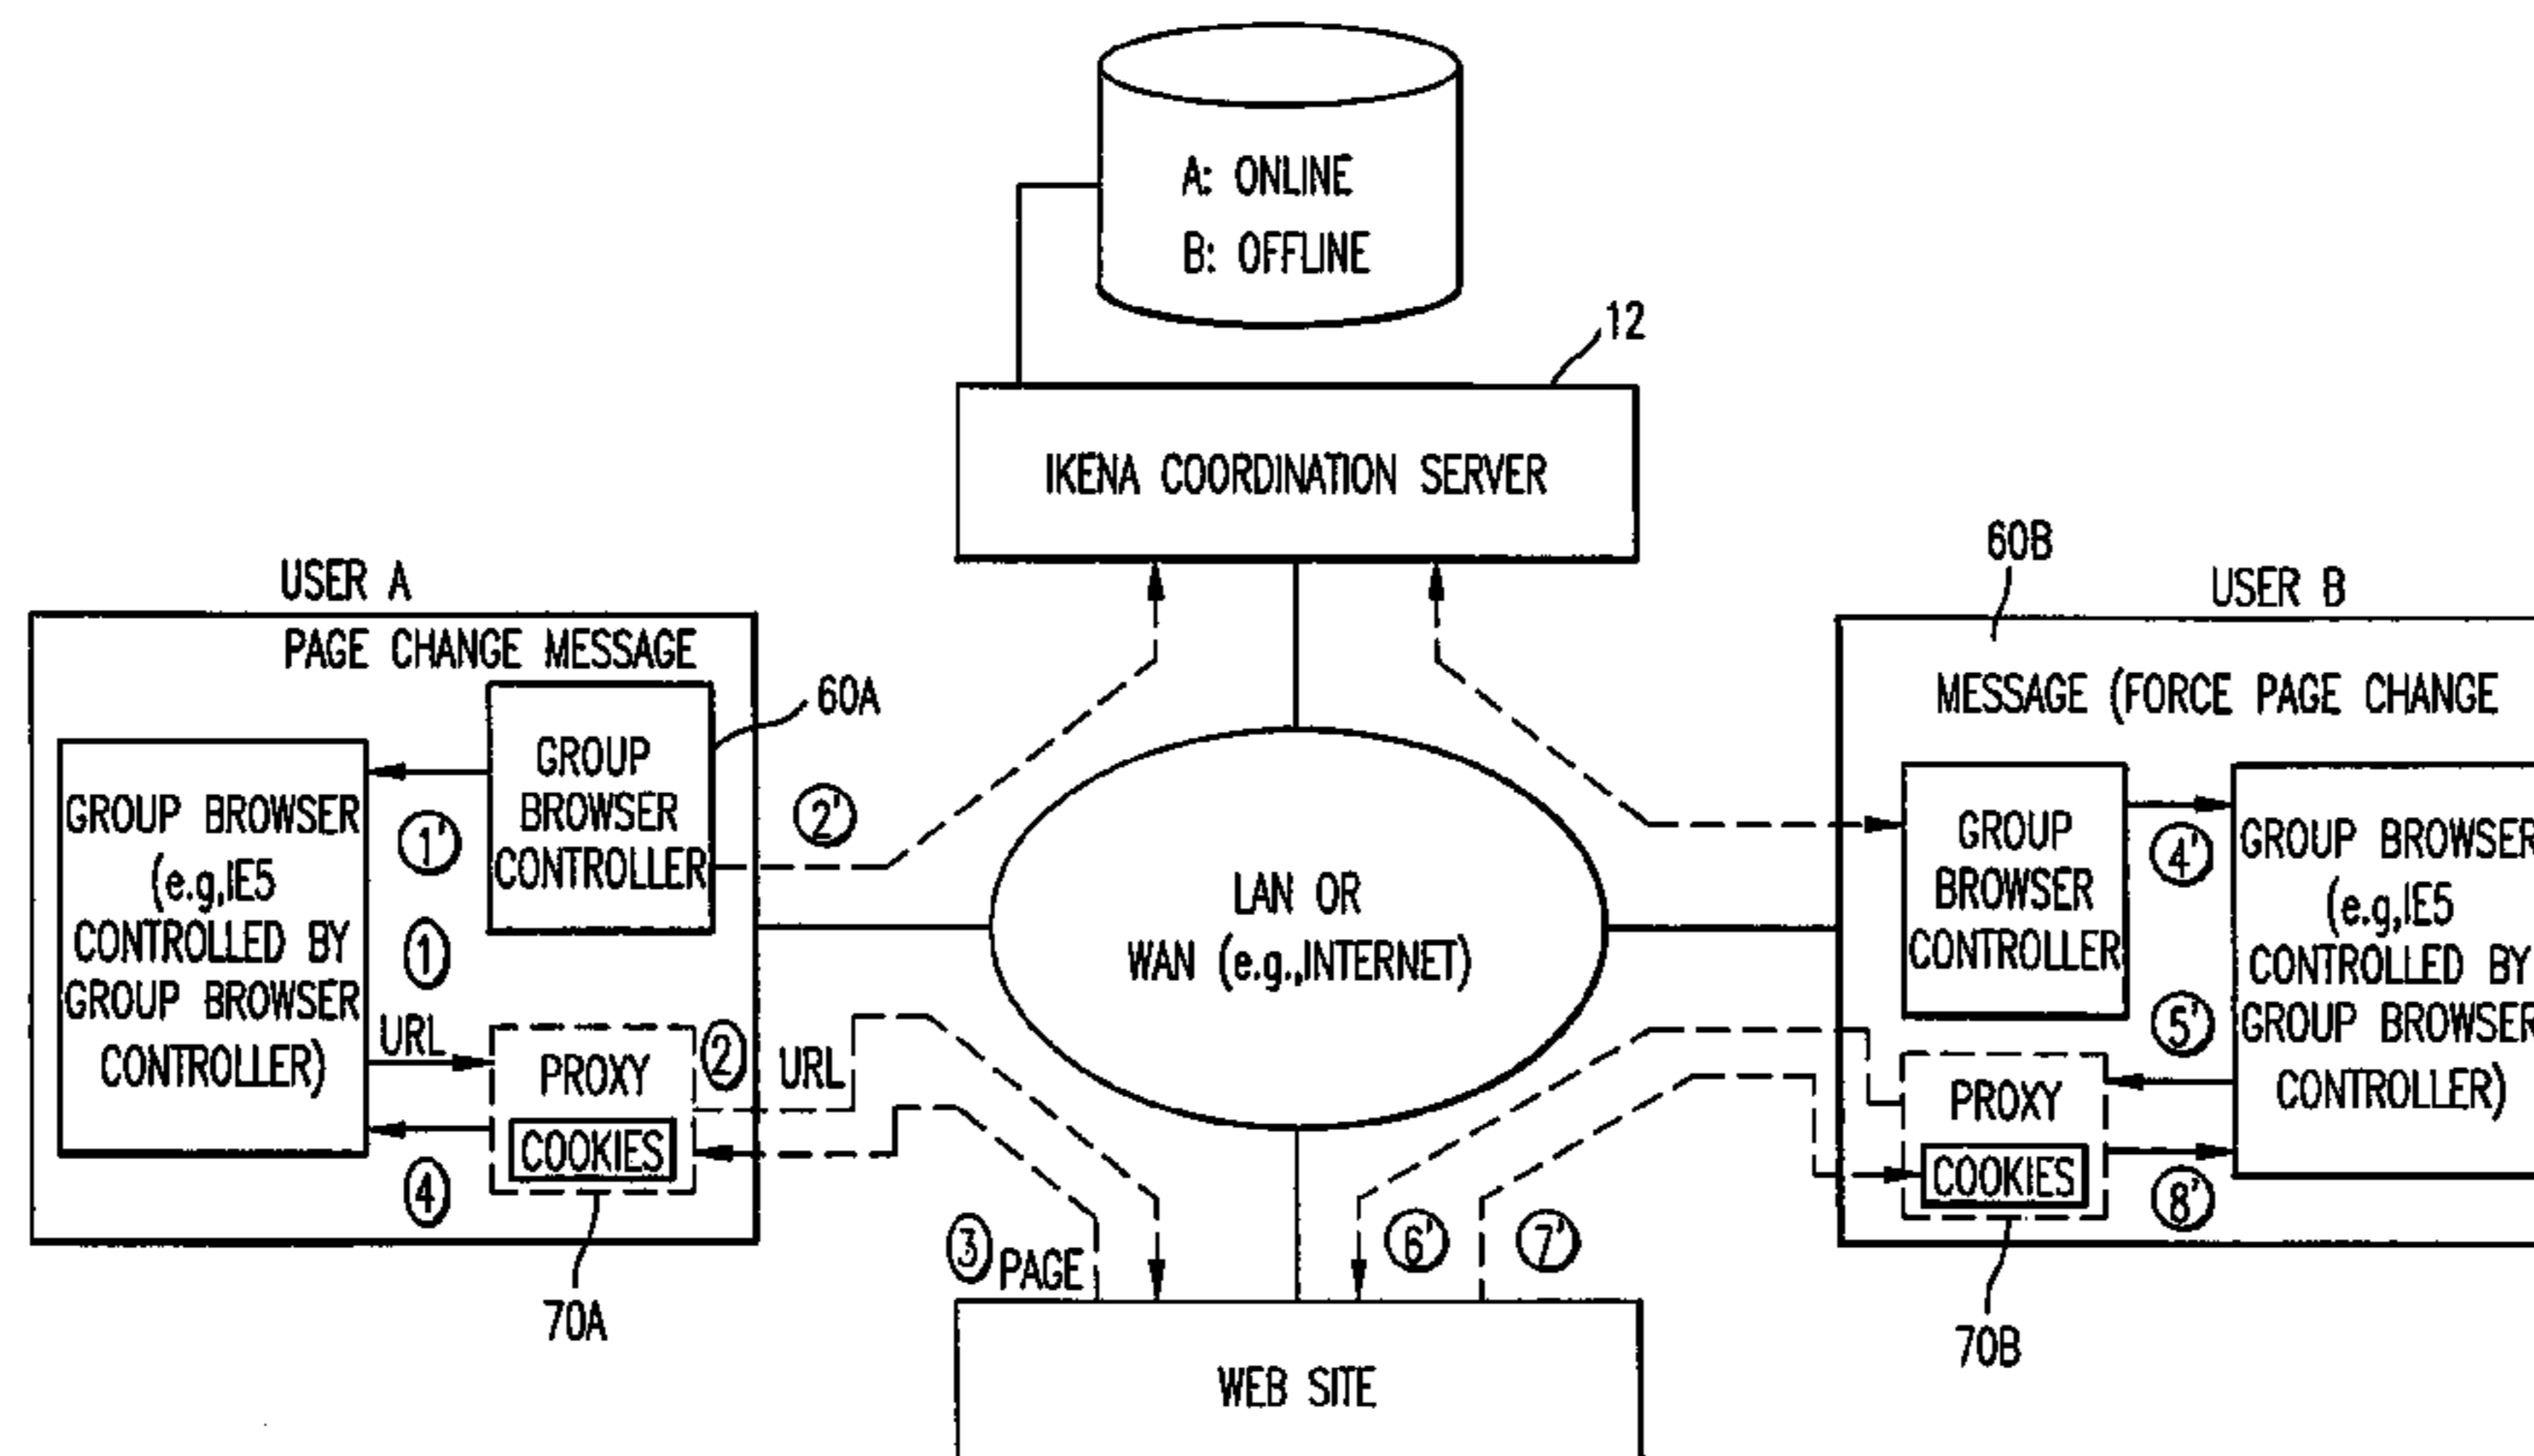 A: ONLINE
B: OFFLINE
12
IKENA COORDINATION SERVER
USER A
PAGE CHANGE MESSAGE
60A
GROUP
BROWSER
CONTROLLER
GROUP BROWSER
(e.g,IE5
CONTROLLED BY
GROUP BROWSER
CONTROLLER)
1'
1
2'
URL
PROXY
COOKIES
2
URL
4
70A
3
PAGE
LAN OR
WAN (e.g.,INTERNET)
60B
USER B
MESSAGE (FORCE PAGE CHANGE
GROUP
BROWSER
CONTROLLER
4'
GROUP BROWSER
(e.g,IE5
CONTROLLED BY
GROUP BROWSER
CONTROLLER)
5'
PROXY
COOKIES
8'
6'
7'
70B
WEB SITE